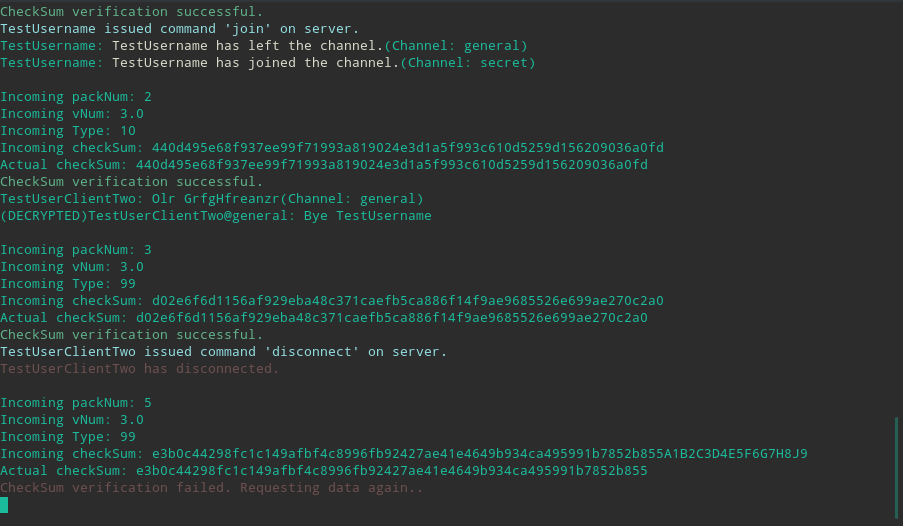 CheckSum verification successful.
TestUsername issued command 'join' on server.
TestUsername: TestUsername has left the channel.(Channel: general)
TestUsername: TestUsername has joined the channel.(Channel: secret)
Incoming packNum: 2
Incoming vNum: 3.0
Incoming Type: 10
Incoming checkSum: 440d495e68f937ee99f71993a819024e3d1a5f993c610d5259d156209036a0fd
Actual checkSum: 440d495e68f937ee99f71993a819024e3d1a5f993c610d5259d156209036a0fd
CheckSum verification successful.
TestUserClientTwo: Olr GrfgHfreanzr(Channel: general)
(DECRYPTED)TestUserClientTwo@general: Bye TestUsername
Incoming packNum: 3
Incoming vNum: 3.0
Incoming Type: 99
Incoming checkSum: d02e6f6d1156af929eba48c371caefb5ca886f14f9ae9685526e699ae270c2a0
Actual checkSum: d02e6f6d1156af929eba48c371caefb5ca886f14f9ae9685526e699ae270c2a0
CheckSum verification successful.
TestUserClientTwo issued command 'disconnect' on server.
TestUserClientTwo has disconnected.
Incoming packNum: 5
Incoming vNum: 3.0
Incoming Type: 99
Incoming checkSum: e3b0c44298fc1c149afbf4c8996fb92427ae41e4649b934ca495991b7852b855A1B2C3D4E5F6G7H8J9
Actual checkSum: e3b0c44298fc1c149afbf4c8996fb92427ae41e4649b934ca495991b7852b855
CheckSum verification failed. Requesting data again..